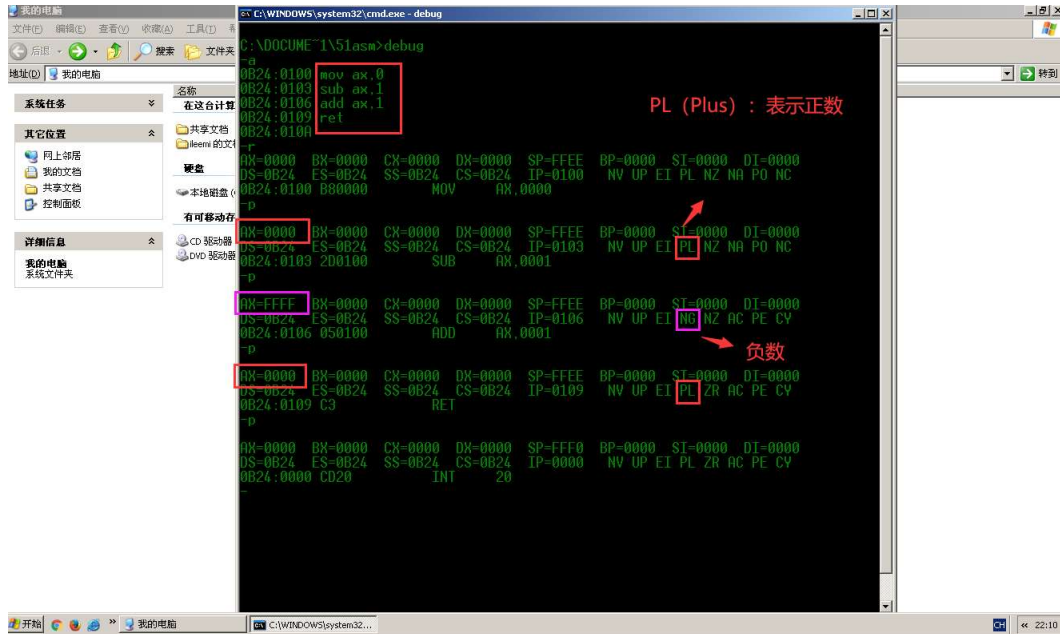 我的电脑
C:\WINDOWS\system32\cmd.exe - debug
文件(F) 编辑(E) 查看(V) 收藏(A) 工具(T)
后退 搜索 文件夹
地址(D) 我的电脑
转到
名称
系统任务
在这台计算
其它位置
共享文档
ileemi 的文档
网上邻居
我的文档
共享文档
控制面板
硬盘
本地磁盘 (
有可移动存
详细信息
CD 驱动器
DVD 驱动器
我的电脑
系统文件夹
C:\DOCUME~1\51asm>debug
-a
0B24:0100 mov ax,0
0B24:0103 sub ax,1
0B24:0106 add ax,1
0B24:0109 ret
0B24:010A
PL（Plus）：表示正数
-r
AX=0000 BX=0000 CX=0000 DX=0000 SP=FFEE BP=0000 SI=0000 DI=0000
DS=0B24 ES=0B24 SS=0B24 CS=0B24 IP=0100 NV UP EI PL NZ NA PO NC
0B24:0100 B80000 MOV AX,0000
-p
AX=0000 BX=0000 CX=0000 DX=0000 SP=FFEE BP=0000 SI=0000 DI=0000
DS=0B24 ES=0B24 SS=0B24 CS=0B24 IP=0103 NV UP EI PL NZ NA PO NC
0B24:0103 2D0100 SUB AX,0001
-p
AX=FFFF BX=0000 CX=0000 DX=0000 SP=FFEE BP=0000 SI=0000 DI=0000
DS=0B24 ES=0B24 SS=0B24 CS=0B24 IP=0106 NV UP EI NG NZ AC PE CY
0B24:0106 050100 ADD AX,0001
负数
-p
AX=0000 BX=0000 CX=0000 DX=0000 SP=FFEE BP=0000 SI=0000 DI=0000
DS=0B24 ES=0B24 SS=0B24 CS=0B24 IP=0109 NV UP EI PL ZR AC PE CY
0B24:0109 C3 RET
-p
AX=0000 BX=0000 CX=0000 DX=0000 SP=FFF0 BP=0000 SI=0000 DI=0000
DS=0B24 ES=0B24 SS=0B24 CS=0B24 IP=0000 NV UP EI PL ZR AC PE CY
0B24:0000 CD20 INT 20
-
开始 » 我的电脑 C:\WINDOWS\system32... CH « 22:10